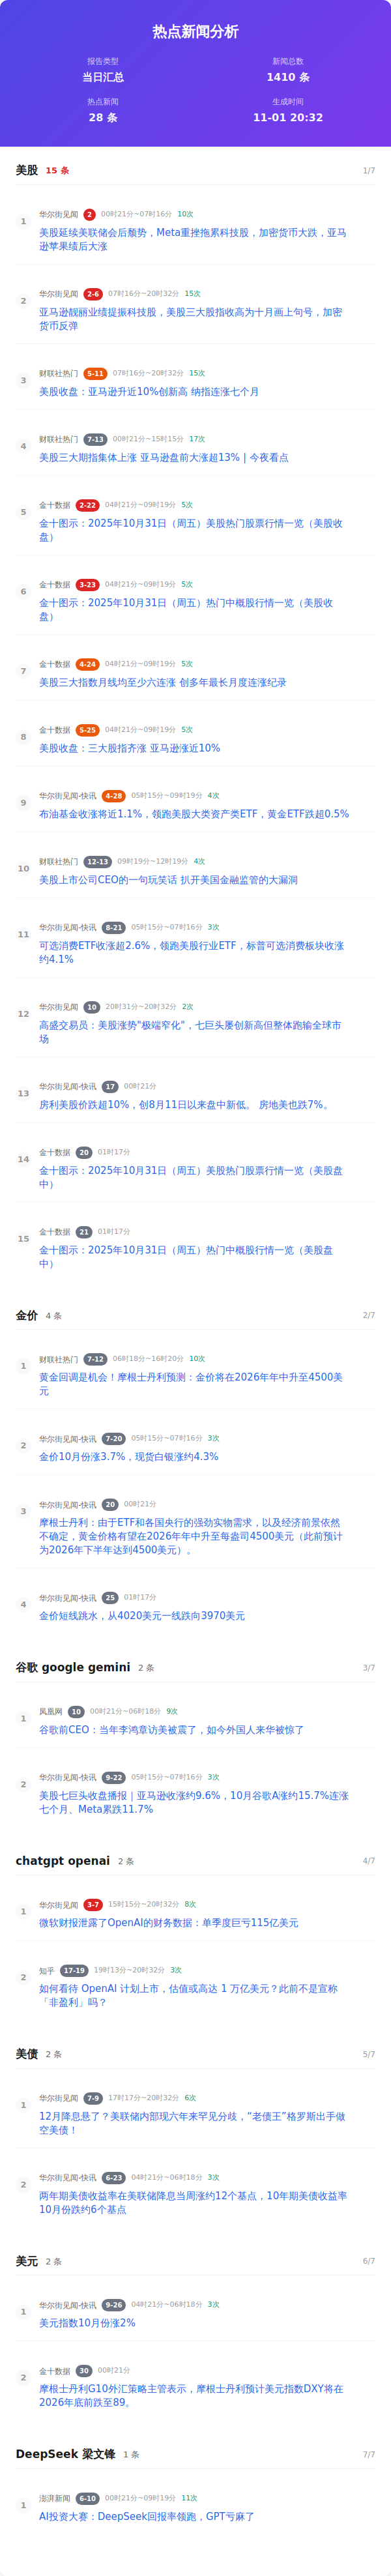 热点新闻分析
报告类型
当日汇总
新闻总数
1410 条
热点新闻
28 条
生成时间
11-01 20:32
美股 15 条 1/7
1
华尔街见闻 2 00时21分~07时16分 10次
美股延续美联储会后颓势，Meta重挫拖累科技股，加密货币大跌，亚马
逊苹果绩后大涨
2
华尔街见闻 2-6 07时16分~20时32分 15次
亚马逊靓丽业绩提振科技股，美股三大股指收高为十月画上句号，加密
货币反弹
3
财联社热门 5-11 07时16分~20时32分 15次
美股收盘：亚马逊升近10%创新高 纳指连涨七个月
4
财联社热门 7-13 00时21分~15时15分 17次
美股三大期指集体上涨 亚马逊盘前大涨超13% | 今夜看点
5
金十数据 2-22 04时21分~09时19分 5次
金十图示：2025年10月31日（周五）美股热门股票行情一览（美股收
盘）
6
金十数据 3-23 04时21分~09时19分 5次
金十图示：2025年10月31日（周五）热门中概股行情一览（美股收
盘）
7
金十数据 4-24 04时21分~09时19分 5次
美股三大指数月线均至少六连涨 创多年最长月度连涨纪录
8
金十数据 5-25 04时21分~09时19分 5次
美股收盘：三大股指齐涨 亚马逊涨近10%
9
华尔街见闻-快讯 4-28 05时15分~09时19分 4次
布油基金收涨将近1.1%，领跑美股大类资产类ETF，黄金ETF跌超0.5%
10
财联社热门 12-13 09时19分~12时19分 4次
美股上市公司CEO的一句玩笑话 扒开美国金融监管的大漏洞
11
华尔街见闻-快讯 8-21 05时15分~07时16分 3次
可选消费ETF收涨超2.6%，领跑美股行业ETF，标普可选消费板块收涨
约4.1%
12
华尔街见闻 10 20时31分~20时32分 2次
高盛交易员：美股涨势"极端窄化"，七巨头屡创新高但整体跑输全球市
场
13
华尔街见闻-快讯 17 00时21分
房利美股价跌超10%，创8月11日以来盘中新低。 房地美也跌7%。
14
金十数据 20 01时17分
金十图示：2025年10月31日（周五）美股热门股票行情一览（美股盘
中）
15
金十数据 21 01时17分
金十图示：2025年10月31日（周五）热门中概股行情一览（美股盘
中）
金价 4 条 2/7
1
财联社热门 7-12 06时18分~16时20分 10次
黄金回调是机会！摩根士丹利预测：金价将在2026年年中升至4500美
元
2
华尔街见闻-快讯 7-20 05时15分~07时16分 3次
金价10月份涨3.7%，现货白银涨约4.3%
3
华尔街见闻-快讯 20 00时21分
摩根士丹利：由于ETF和各国央行的强劲实物需求，以及经济前景依然
不确定，黄金价格有望在2026年年中升至每盎司4500美元（此前预计
为2026年下半年达到4500美元）。
4
华尔街见闻-快讯 25 01时17分
金价短线跳水，从4020美元一线跌向3970美元
谷歌 google gemini 2 条 3/7
1
凤凰网 10 00时21分~06时18分 9次
谷歌前CEO：当年李鸿章访美被震了，如今外国人来华被惊了
2
华尔街见闻-快讯 9-22 05时15分~07时16分 3次
美股七巨头收盘播报｜亚马逊收涨约9.6%，10月谷歌A涨约15.7%连涨
七个月、Meta累跌11.7%
chatgpt openai 2 条 4/7
1
华尔街见闻 3-7 15时15分~20时32分 8次
微软财报泄露了OpenAI的财务数据：单季度巨亏115亿美元
2
知乎 17-19 19时13分~20时32分 3次
如何看待 OpenAI 计划上市，估值或高达 1 万亿美元？此前不是宣称
「非盈利」吗？
美债 2 条 5/7
1
华尔街见闻 7-9 17时17分~20时32分 6次
12月降息悬了？美联储内部现六年来罕见分歧，“老债王”格罗斯出手做
空美债！
2
华尔街见闻-快讯 6-23 04时21分~06时18分 3次
两年期美债收益率在美联储降息当周涨约12个基点，10年期美债收益率
10月份跌约6个基点
美元 2 条 6/7
1
华尔街见闻-快讯 9-26 04时21分~06时18分 3次
美元指数10月份涨2%
2
金十数据 30 00时21分
摩根士丹利G10外汇策略主管表示，摩根士丹利预计美元指数DXY将在
2026年底前跌至89。
DeepSeek 梁文锋 1 条 7/7
1
澎湃新闻 6-10 00时21分~09时19分 11次
AI投资大赛：DeepSeek回报率领跑，GPT亏麻了